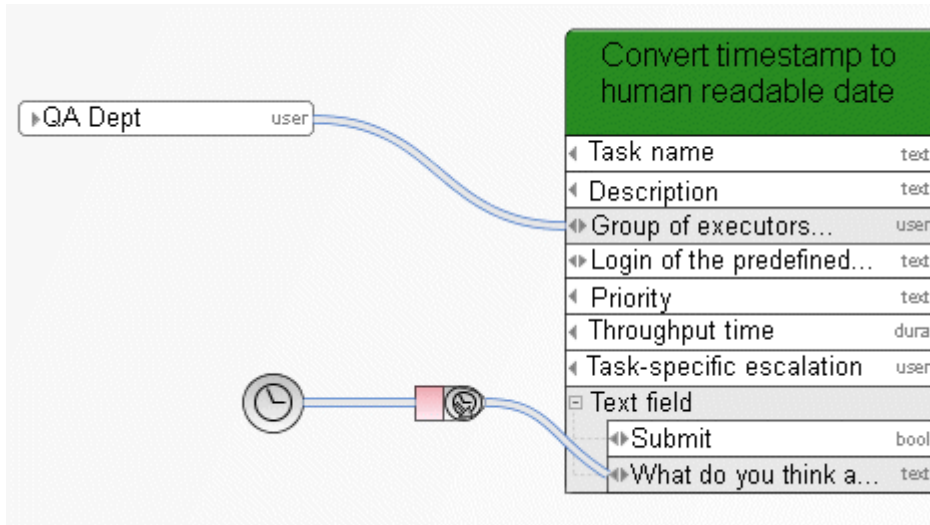 Convert timestamp to
human readable date
QA Dept user
Task name text
Description text
Group of executors... user
Login of the predefined... text
Priority text
Throughput time dura
Task-specific escalation user
Text field
Submit bool
What do you think a... text